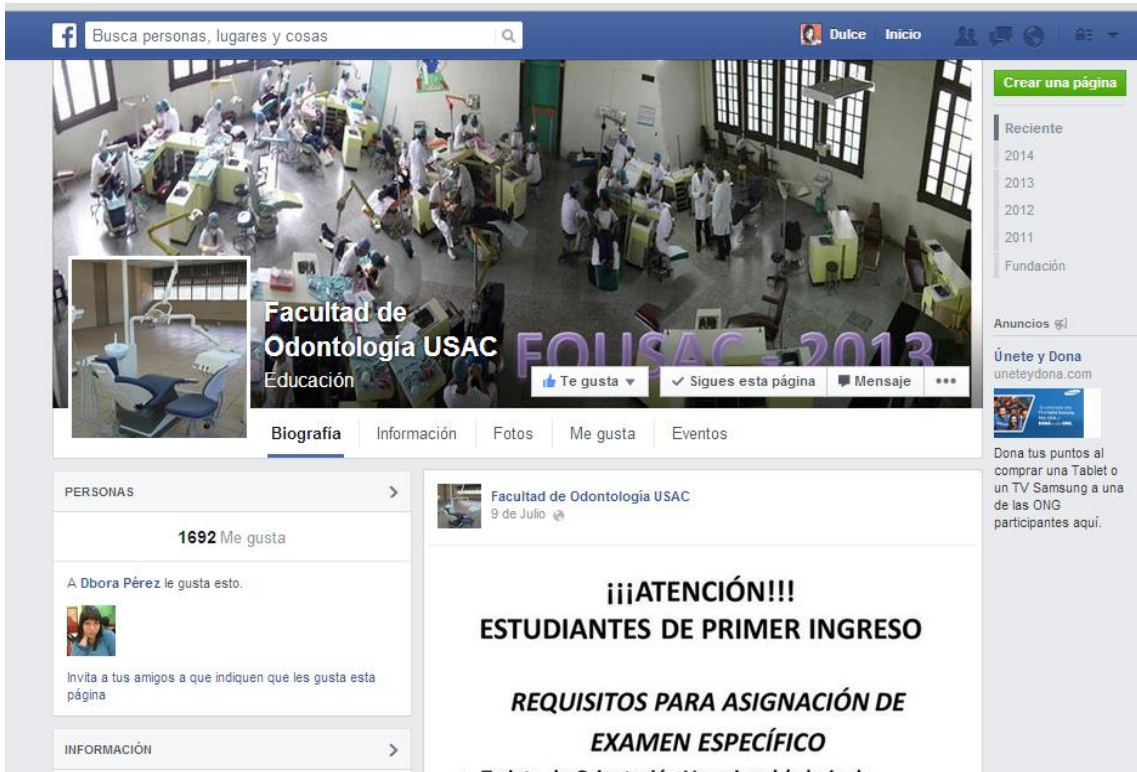 Busca personas, lugares y cosas
Dulce Inicio
Crear una página
Reciente
2014
2013
2012
2011
Fundación
Facultad de
Odontología USAC
Educación
FOUSAC - 2013
Te gusta
Sigues esta página
Mensaje
Biografía Información Fotos Me gusta Eventos
Anuncios
Únete y Dona
uneteydona.com
Dona tus puntos al
comprar una Tablet o
un TV Samsung a una
de las ONG
participantes aquí.
PERSONAS
1692 Me gusta
A Dbora Pérez le gusta esto.
Invita a tus amigos a que indiquen que les gusta esta
página
INFORMACIÓN
Facultad de Odontología USAC
9 de Julio
¡¡¡ATENCIÓN!!!
ESTUDIANTES DE PRIMER INGRESO
REQUISITOS PARA ASIGNACIÓN DE
EXAMEN ESPECÍFICO